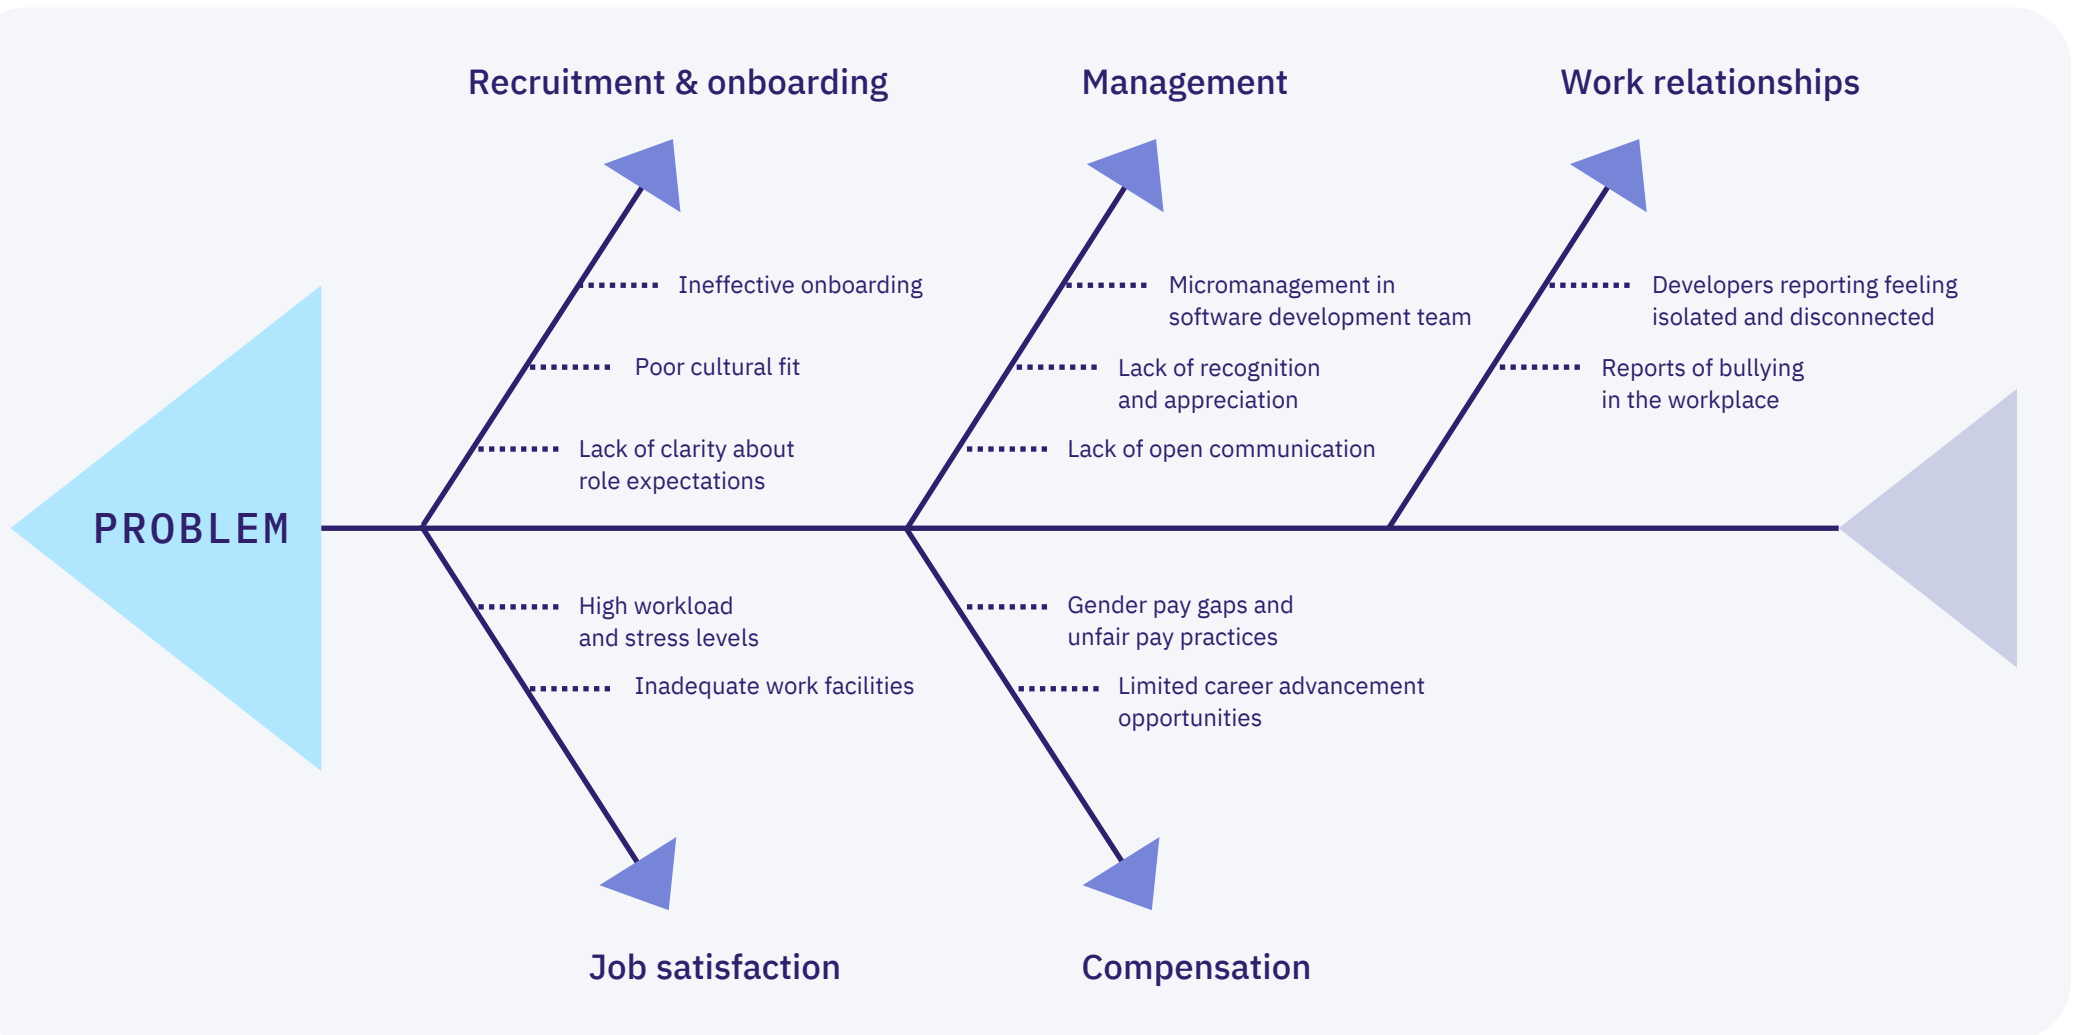 Recruitment & onboarding
Management
Work relationships
Ineffective onboarding
Poor cultural fit
Lack of clarity about
role expectations
Micromanagement in
software development team
Lack of recognition
and appreciation
Lack of open communication
Developers reporting feeling
isolated and disconnected
Reports of bullying
in the workplace
PROBLEM
High workload
and stress levels
Inadequate work facilities
Gender pay gaps and
unfair pay practices
Limited career advancement
opportunities
Job satisfaction
Compensation